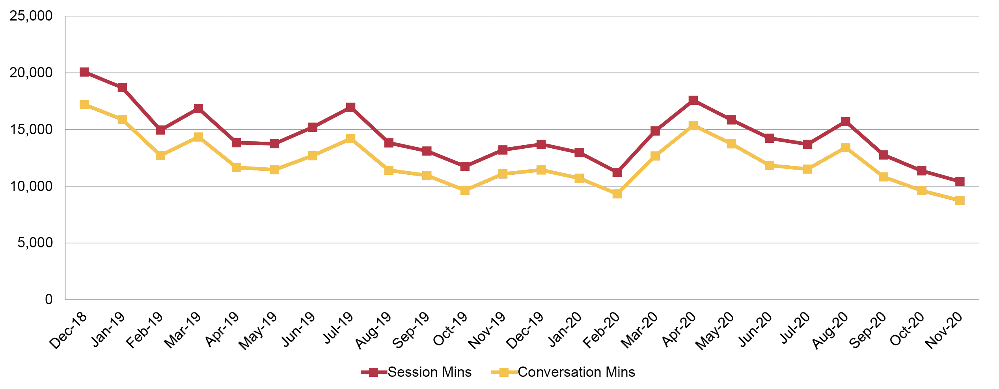 25,000
20,000
15,000
10,000
5,000
0
Dec-18
Jan-19
Feb-19
Mar-19
Apr-19
May-19
Jun-19
Jul-19
Aug-19
Sep-19
Oct-19
Nov-19
Dec-19
Jan-20
Feb-20
Mar-20
Apr-20
May-20
Jun-20
Jul-20
Aug-20
Sep-20
Oct-20
Nov-20
Session Mins
Conversation Mins